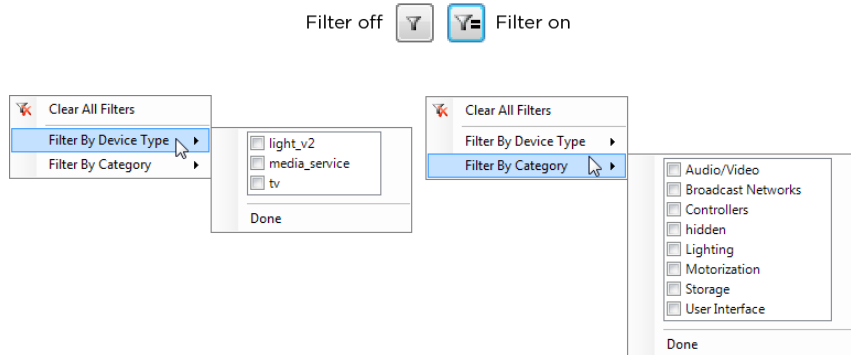 Filter off
Filter on
Clear All Filters
Filter By Device Type
Filter By Category
light_v2
media_service
tv
Done
Clear All Filters
Filter By Device Type
Filter By Category
Audio/Video
Broadcast Networks
Controllers
hidden
Lighting
Motorization
Storage
User Interface
Done